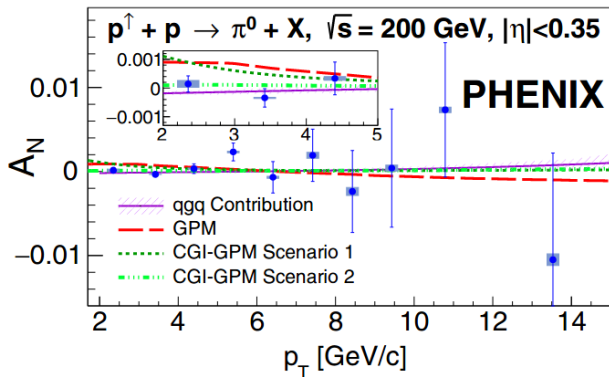 p↑ + p → π⁰ + X, √s = 200 GeV, |η|<0.35
0.001
0
−0.001
2 3 4 5
PHENIX
0.01
0
−0.01
A_N
qgq Contribution
GPM
CGI-GPM Scenario 1
CGI-GPM Scenario 2
2 4 6 8 10 12 14
p_T [GeV/c]